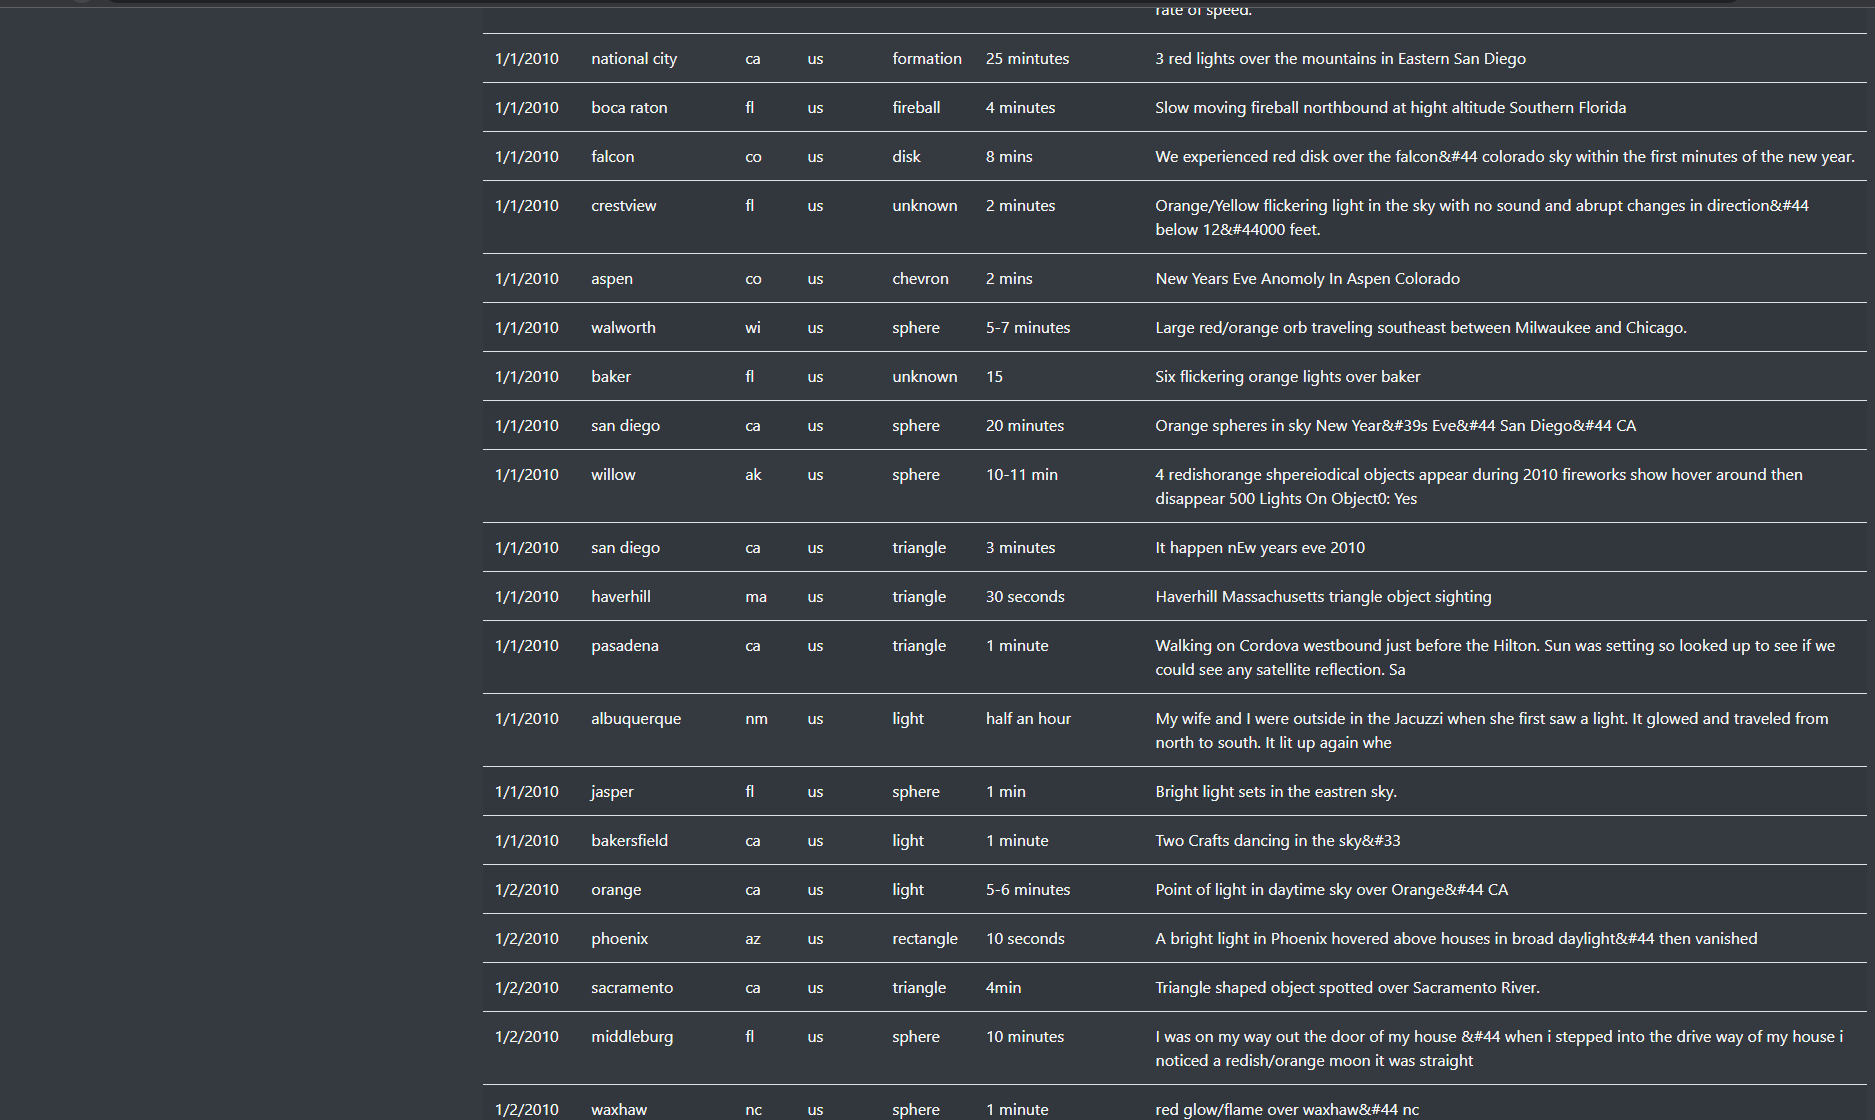 rate of speed.
1/1/2010 national city ca us formation 25 mintutes 3 red lights over the mountains in Eastern San Diego
1/1/2010 boca raton fl us fireball 4 minutes Slow moving fireball northbound at hight altitude Southern Florida
1/1/2010 falcon co us disk 8 mins We experienced red disk over the falcon&#44 colorado sky within the first minutes of the new year.
1/1/2010 crestview fl us unknown 2 minutes Orange/Yellow flickering light in the sky with no sound and abrupt changes in direction&#44
below 12&#44000 feet.
1/1/2010 aspen co us chevron 2 mins New Years Eve Anomoly In Aspen Colorado
1/1/2010 walworth wi us sphere 5-7 minutes Large red/orange orb traveling southeast between Milwaukee and Chicago.
1/1/2010 baker fl us unknown 15 Six flickering orange lights over baker
1/1/2010 san diego ca us sphere 20 minutes Orange spheres in sky New Year&#39s Eve&#44 San Diego&#44 CA
1/1/2010 willow ak us sphere 10-11 min 4 redishorange shpereiodical objects appear during 2010 fireworks show hover around then
disappear 500 Lights On Object0: Yes
1/1/2010 san diego ca us triangle 3 minutes It happen nEw years eve 2010
1/1/2010 haverhill ma us triangle 30 seconds Haverhill Massachusetts triangle object sighting
1/1/2010 pasadena ca us triangle 1 minute Walking on Cordova westbound just before the Hilton. Sun was setting so looked up to see if we
could see any satellite reflection. Sa
1/1/2010 albuquerque nm us light half an hour My wife and I were outside in the Jacuzzi when she first saw a light. It glowed and traveled from
north to south. It lit up again whe
1/1/2010 jasper fl us sphere 1 min Bright light sets in the eastren sky.
1/1/2010 bakersfield ca us light 1 minute Two Crafts dancing in the sky&#33
1/2/2010 orange ca us light 5-6 minutes Point of light in daytime sky over Orange&#44 CA
1/2/2010 phoenix az us rectangle 10 seconds A bright light in Phoenix hovered above houses in broad daylight&#44 then vanished
1/2/2010 sacramento ca us triangle 4min Triangle shaped object spotted over Sacramento River.
1/2/2010 middleburg fl us sphere 10 minutes I was on my way out the door of my house &#44 when i stepped into the drive way of my house i
noticed a redish/orange moon it was straight
1/2/2010 waxhaw nc us sphere 1 minute red glow/flame over waxhaw&#44 nc